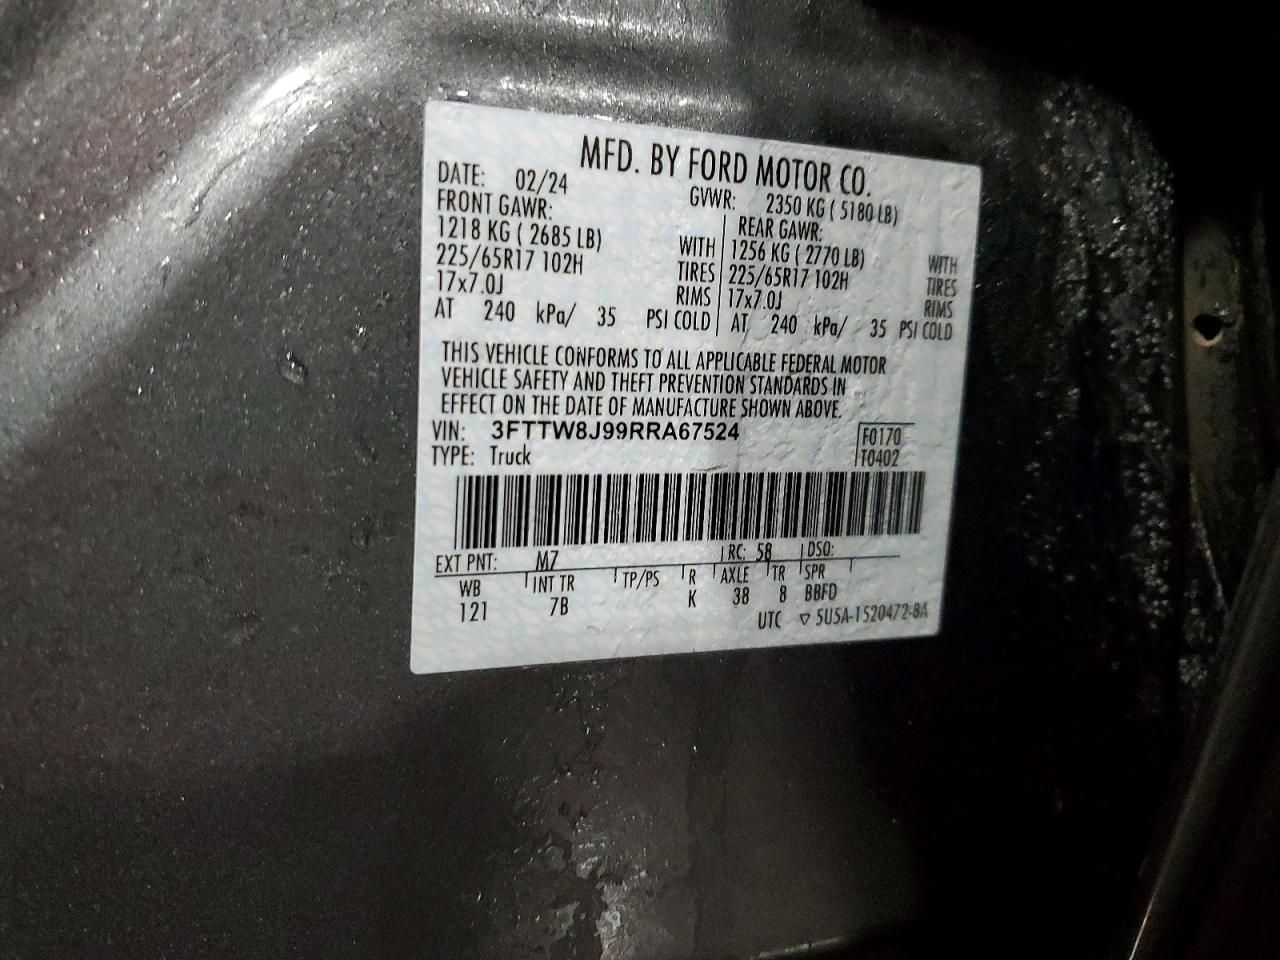 MFD. BY FORD MOTOR CO.
DATE: 02/24 GVWR: 2350 KG ( 5180 LB)
FRONT GAWR: REAR GAWR:
1218 KG ( 2685 LB) WITH 1256 KG ( 2770 LB) WITH
225/65R17 102H TIRES 225/65R17 102H TIRES
17x7.0J RIMS 17x7.0J RIMS
AT 240 kPa/ 35 PSI COLD AT 240 kPa/ 35 PSI COLD
THIS VEHICLE CONFORMS TO ALL APPLICABLE FEDERAL MOTOR
VEHICLE SAFETY AND THEFT PREVENTION STANDARDS IN
EFFECT ON THE DATE OF MANUFACTURE SHOWN ABOVE.
VIN: 3FTTW8J99RRA67524 F0170
TYPE: Truck T0402
EXT PNT: M7 RC: 58 DSO:
WB INT TR TP/PS R AXLE TR SPR
121 7B K 38 8 BBFD
UTC ▽ 5U5A-1520472-BA